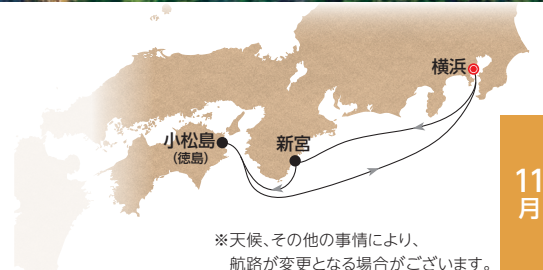 横浜
小松島
(徳島)
新宮
11
月
※天候、その他の事情により、
航路が変更となる場合がございます。